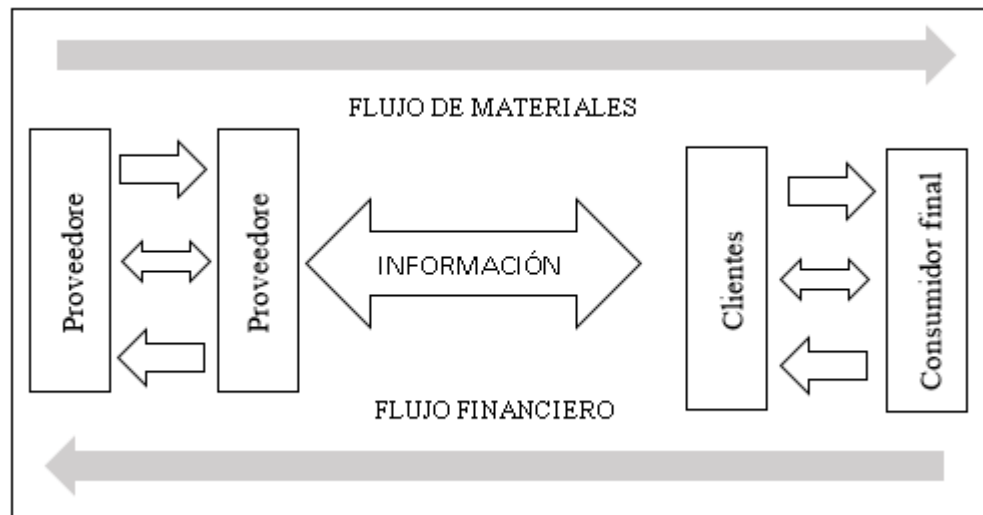 FLUJO DE MATERIALES
Proveedore
Proveedore
INFORMACIÓN
Clientes
Consumidor final
FLUJO FINANCIERO